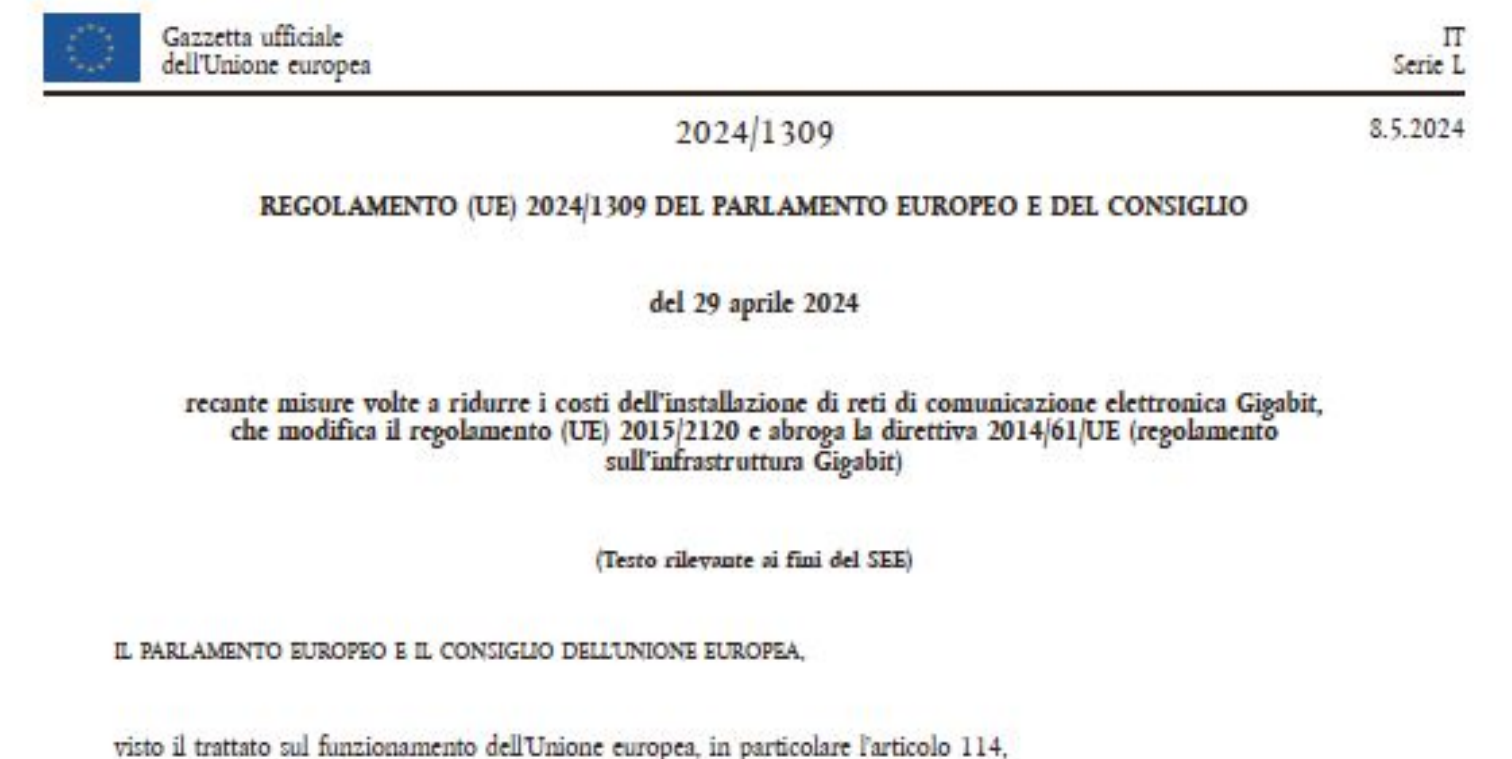 Gazzetta ufficiale
dell'Unione europea
IT
Serie L
2024/1309
8.5.2024
REGOLAMENTO (UE) 2024/1309 DEL PARLAMENTO EUROPEO E DEL CONSIGLIO
del 29 aprile 2024
recante misure volte a ridurre i costi dell'installazione di reti di comunicazione elettronica Gigabit,
che modifica il regolamento (UE) 2015/2120 e abroga la direttiva 2014/61/UE (regolamento
sull'infrastruttura Gigabit)
(Testo rilevante ai fini del SEE)
IL PARLAMENTO EUROPEO E IL CONSIGLIO DELL'UNIONE EUROPEA,
visto il trattato sul funzionamento dell'Unione europea, in particolare l'articolo 114,